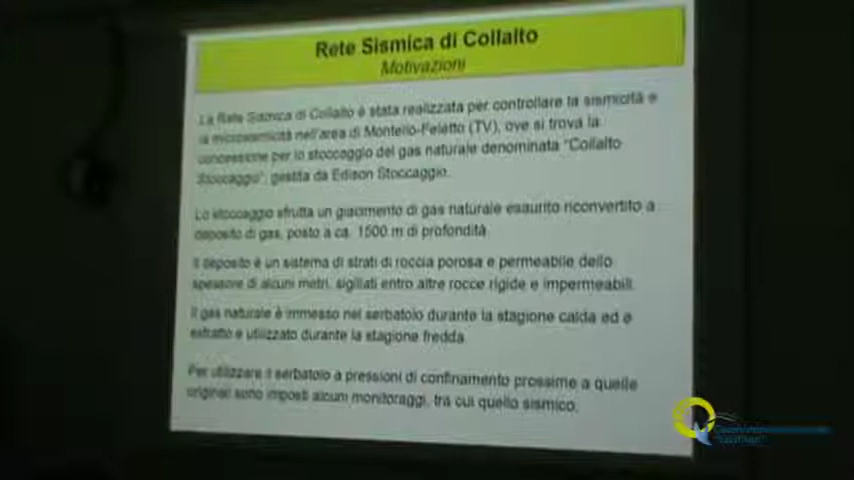 Rete Sismica di Collalto
Motivazioni
La Rete Sismica di Collalto è stata realizzata per controllare la sismicità e
la microsismicità nell'area di Montello-Feletto (TV), ove si trova la
concessione per lo stoccaggio del gas naturale denominata "Collalto
Stoccaggio", gestita da Edison Stoccaggio.
Lo stoccaggio sfrutta un giacimento di gas naturale esaurito riconvertito a
deposito di gas, posto a ca. 1500 m di profondità
Il deposito è un sistema di strati di roccia porosa e permeabile dello
spessore di alcuni metri, sigillati entro altre rocce rigide e impermeabili.
Il gas naturale è immesso nel serbatoio durante la stagione calda ed è
estratto e utilizzato durante la stagione fredda
Per utilizzare il serbatoio a pressioni di confinamento prossime a quelle
originali sono imposti alcuni monitoraggi, tra cui quello sismico.